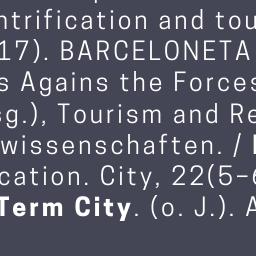 ntrification and tou
17). BARCELONETA
s Agains the Forces
sg.), Tourism and Re
wissenschaften. /
cation. City, 22(5–6
Term City. (o. J.). A